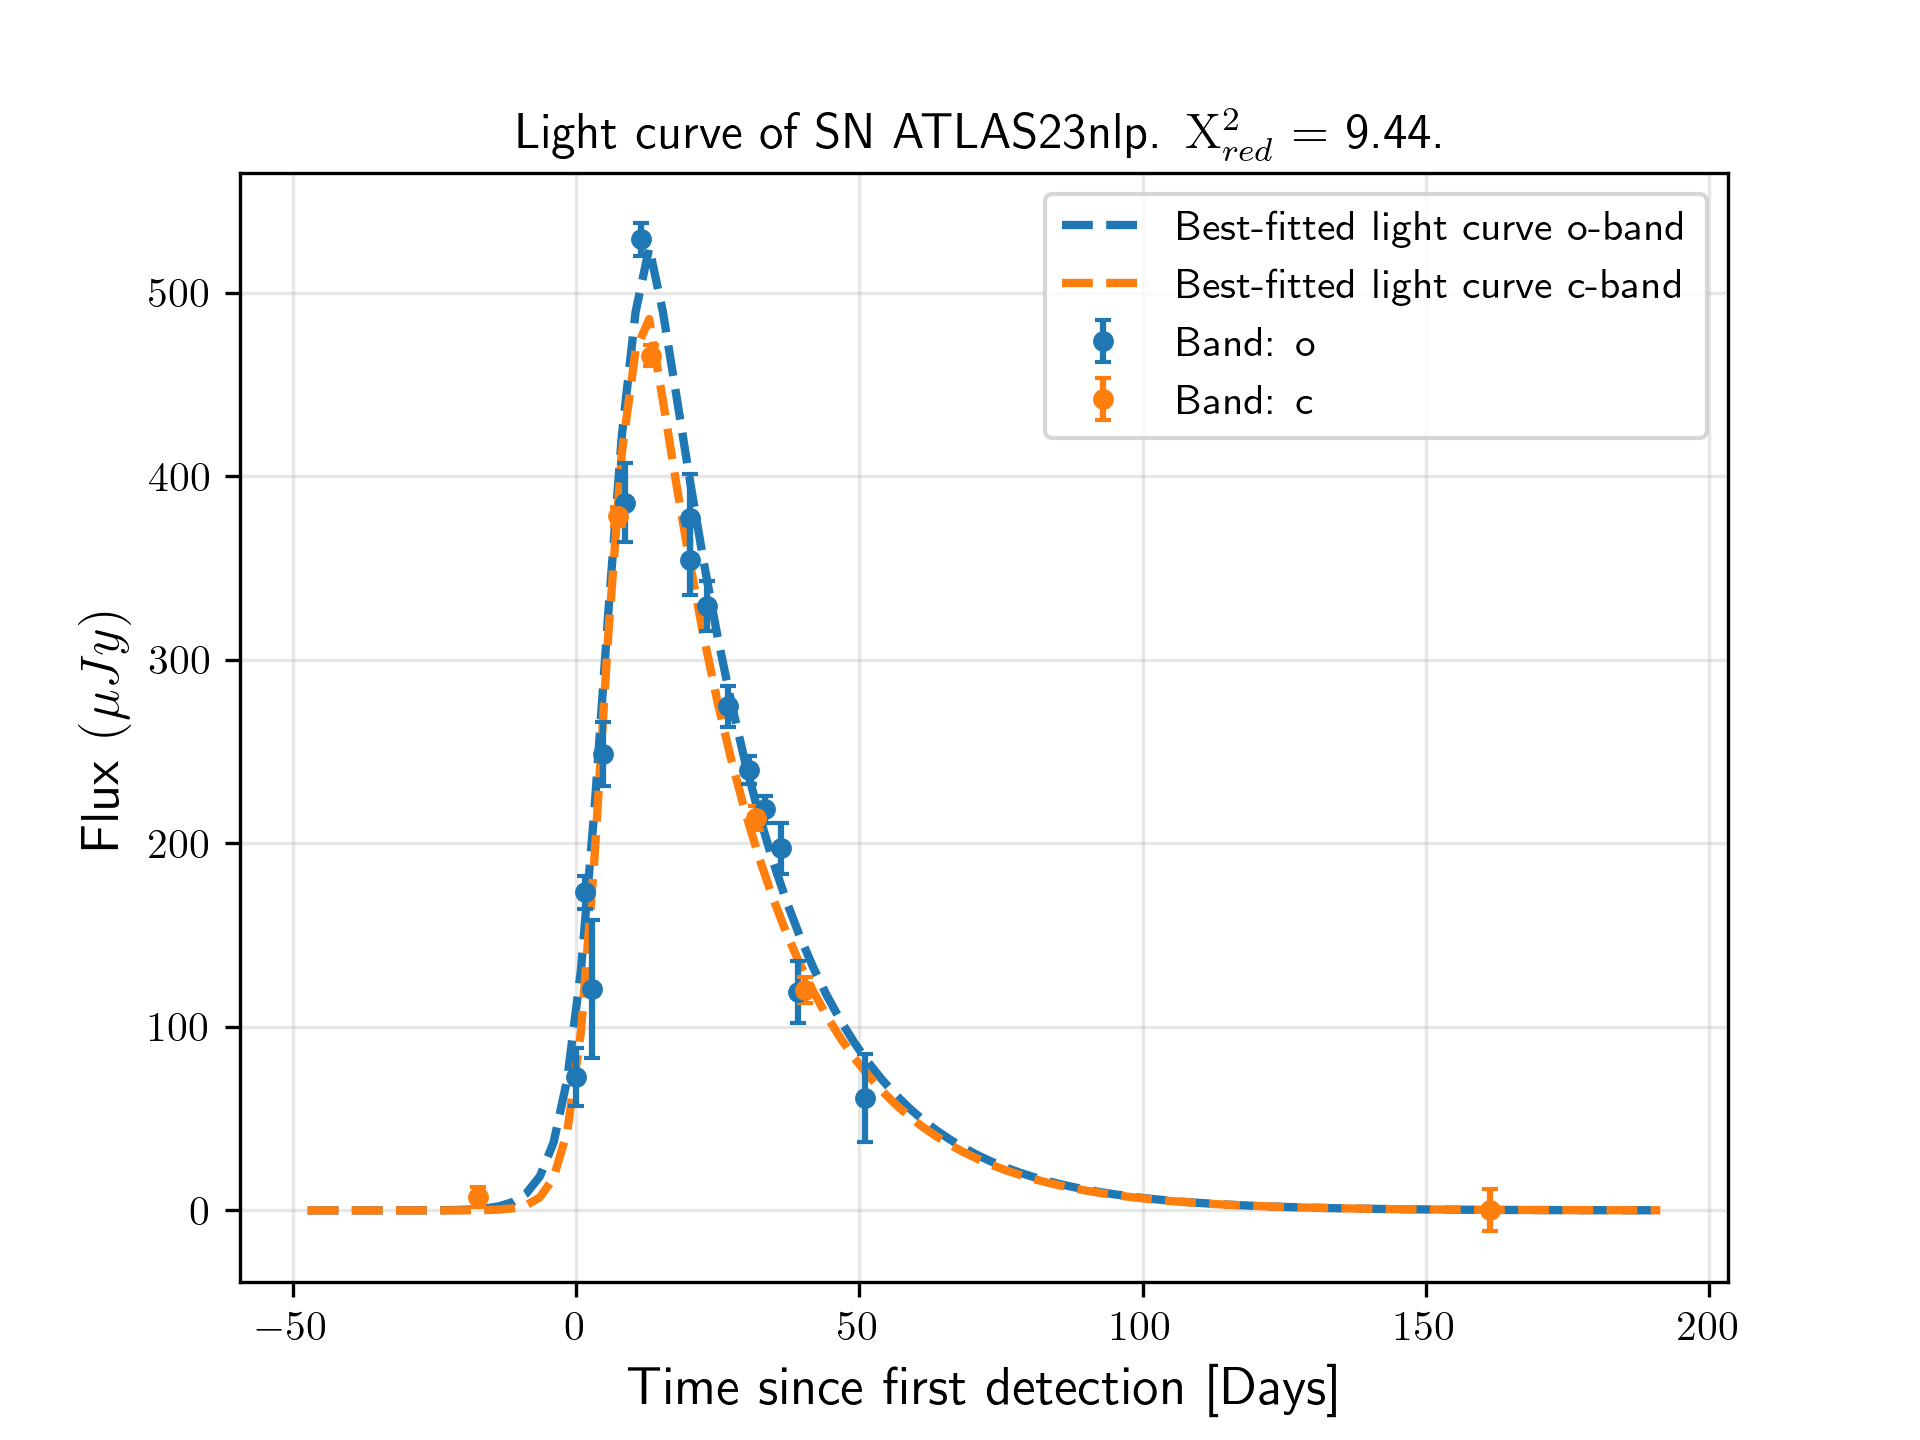 Light curve of SN ATLAS23nlp. X²_red = 9.44.
Best-fitted light curve o-band
Best-fitted light curve c-band
Band: o
Band: c
500
400
300
200
100
0
Flux (μJy)
−50
0
50
100
150
200
Time since first detection [Days]